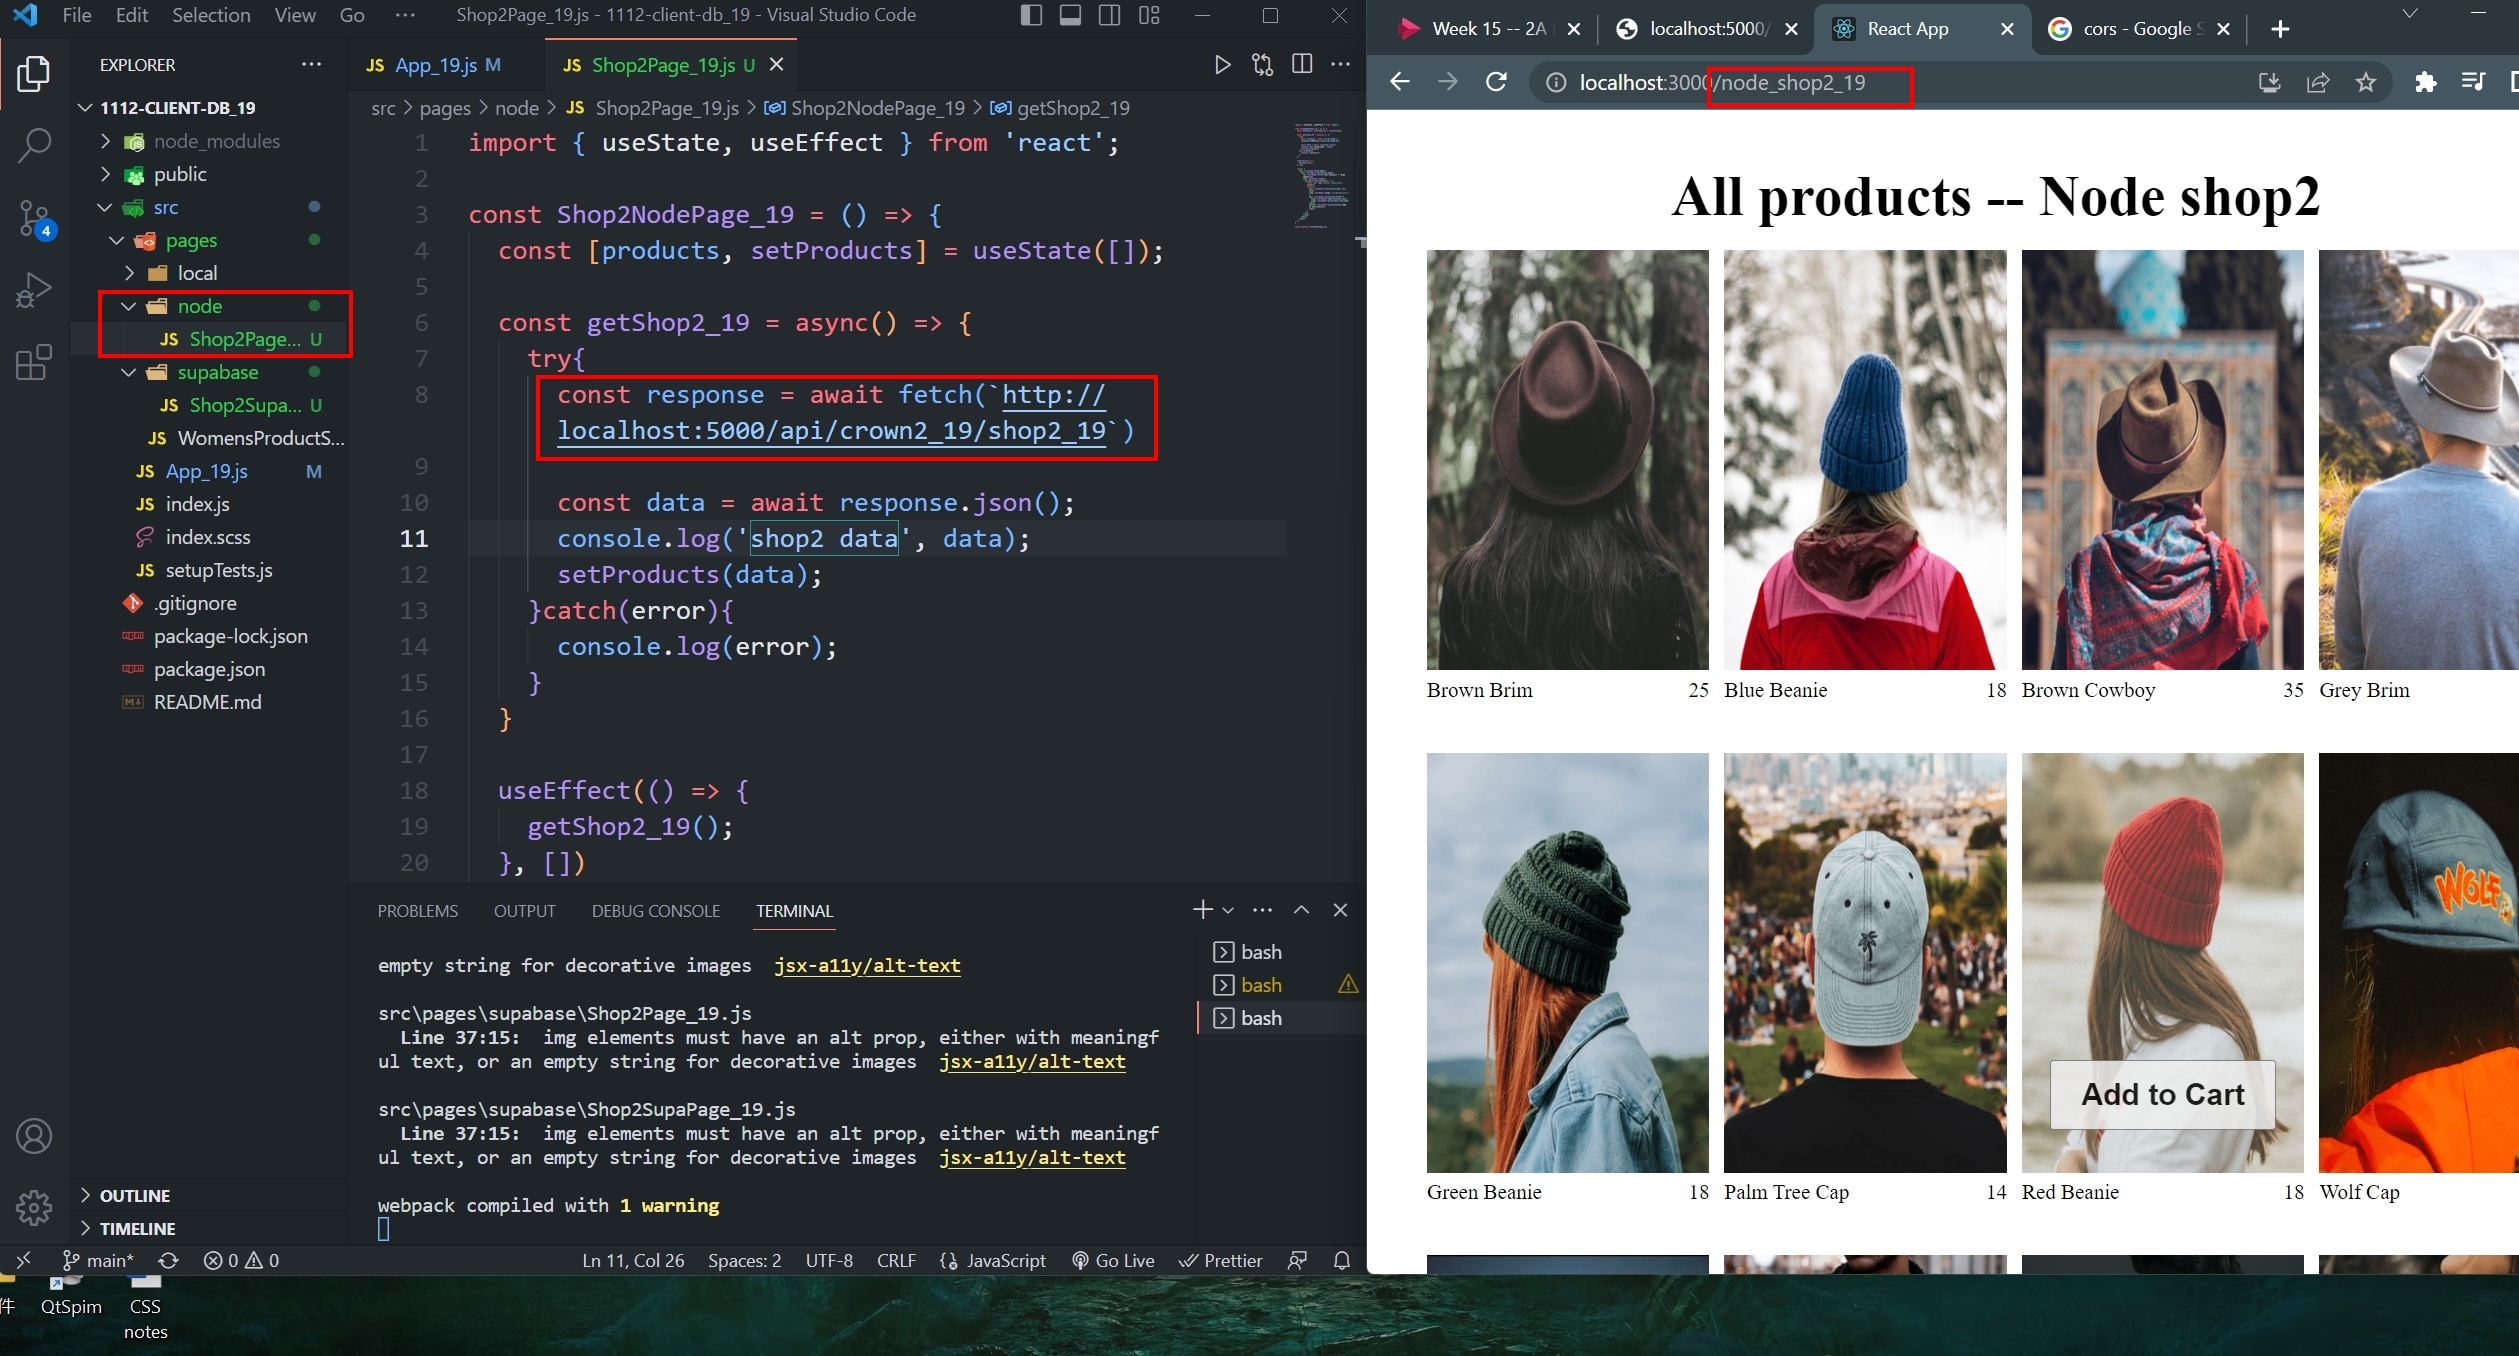 File Edit Selection View Go ··· Shop2Page_19.js - 1112-client-db_19 - Visual Studio Code
EXPLORER ···
1112-CLIENT-DB_19
node_modules
public
src
pages
local
node
Shop2Page... U
supabase
Shop2Supa... U
WomensProductS...
App_19.js M
index.js
index.scss
setupTests.js
.gitignore
package-lock.json
package.json
README.md
OUTLINE
TIMELINE
4
JS App_19.js M JS Shop2Page_19.js U
src > pages > node > JS Shop2Page_19.js > Shop2NodePage_19 > getShop2_19
1 import { useState, useEffect } from 'react';
2
3 const Shop2NodePage_19 = () => {
4 const [products, setProducts] = useState([]);
5
6 const getShop2_19 = async() => {
7 try{
8 const response = await fetch(`http://
localhost:5000/api/crown2_19/shop2_19`)
9
10 const data = await response.json();
11 console.log('shop2 data', data);
12 setProducts(data);
13 }catch(error){
14 console.log(error);
15 }
16 }
17
18 useEffect(() => {
19 getShop2_19();
20 }, [])
PROBLEMS OUTPUT DEBUG CONSOLE TERMINAL
empty string for decorative images jsx-a11y/alt-text
src\pages\supabase\Shop2Page_19.js
Line 37:15: img elements must have an alt prop, either with meaningf
ul text, or an empty string for decorative images jsx-a11y/alt-text
src\pages\supabase\Shop2SupaPage_19.js
Line 37:15: img elements must have an alt prop, either with meaningf
ul text, or an empty string for decorative images jsx-a11y/alt-text
webpack compiled with 1 warning
bash
bash
bash
main* 0 0 Ln 11, Col 26 Spaces: 2 UTF-8 CRLF JavaScript Go Live Prettier
件 QtSpim CSS
notes
Week 15 -- 2A localhost:5000/ React App cors - Google S
localhost:3000/node_shop2_19
All products -- Node shop2
Brown Brim 25 Blue Beanie 18 Brown Cowboy 35 Grey Brim
WOLF
Add to Cart
Green Beanie 18 Palm Tree Cap 14 Red Beanie 18 Wolf Cap